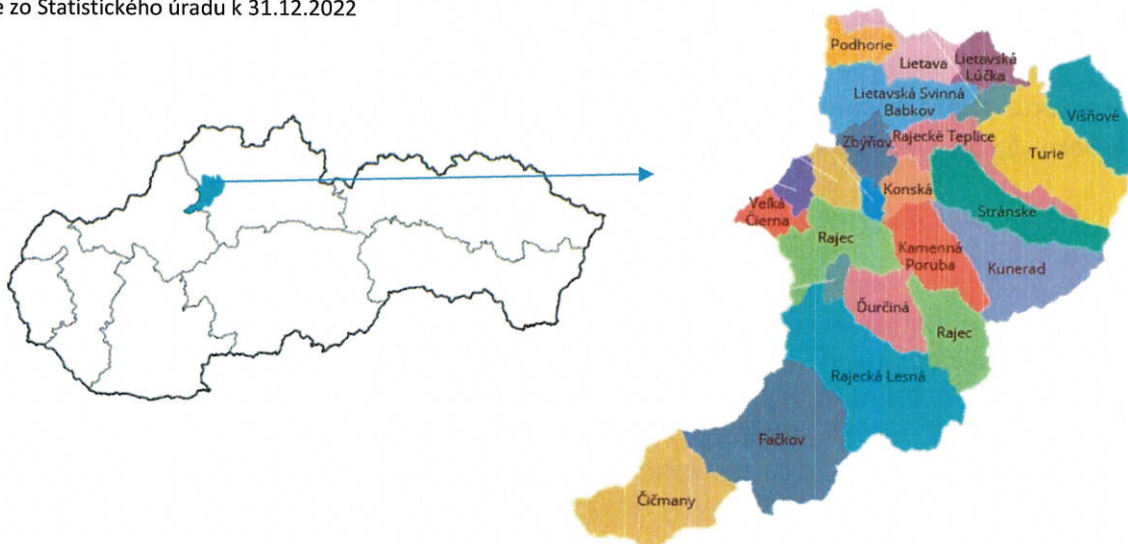 e zo Štatistického úradu k 31.12.2022
Podhorie
Lietava
Lietavská
Lúčka
Lietavská Svinná
Babkov
Višňové
Zbyňov
Rajecké Teplice
Turie
Konská
Veľká
Čierna
Stránske
Rajec
Kamenná
Poruba
Kunerad
Ďurčiná
Rajec
Rajecká Lesná
Fačkov
Čičmany